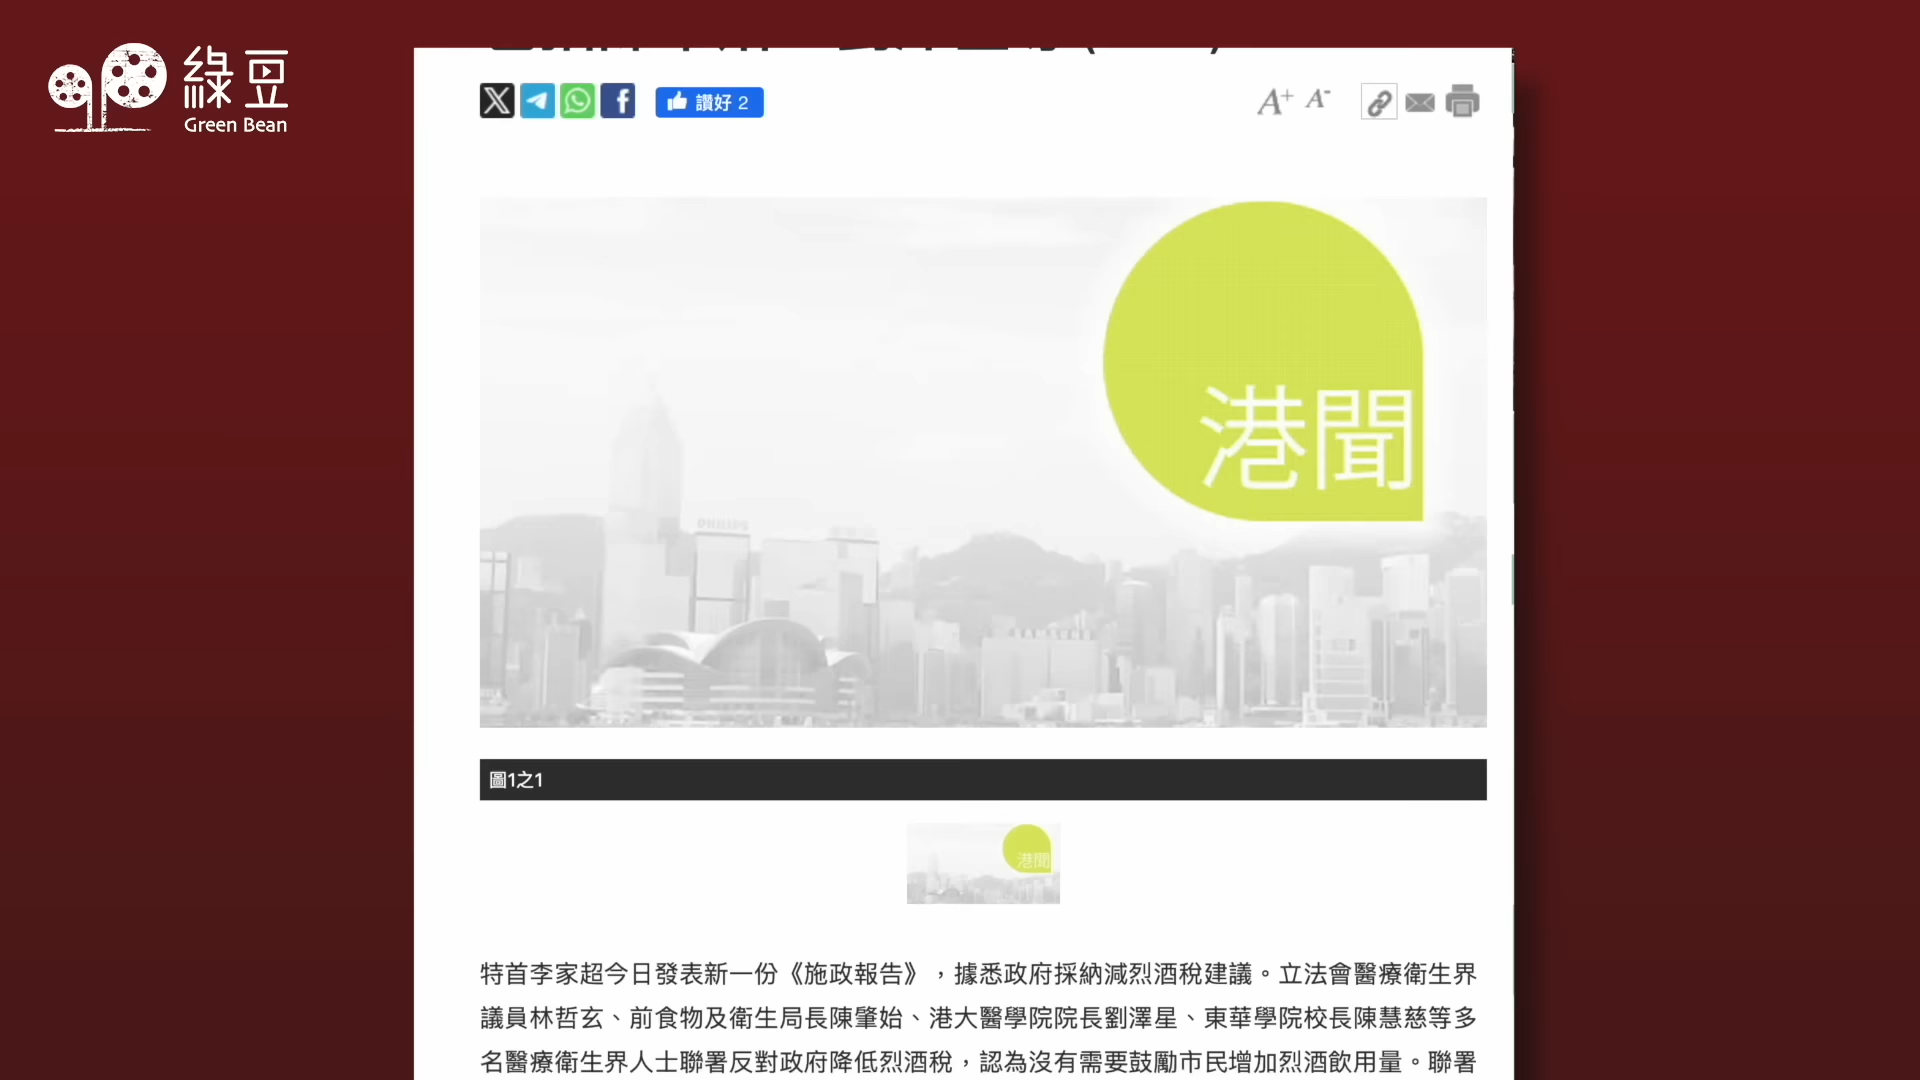 綠豆
Green Bean
讚好 2
A+ A-
PHILIPS
港聞
圖1之1
港聞
特首李家超今日發表新一份《施政報告》，據悉政府採納減烈酒稅建議。立法會醫療衛生界
議員林哲玄、前食物及衛生局長陳肇始、港大醫學院院長劉澤星、東華學院校長陳慧慈等多
名醫療衛生界人士聯署反對政府降低烈酒稅，認為沒有需要鼓勵市民增加烈酒飲用量。聯署